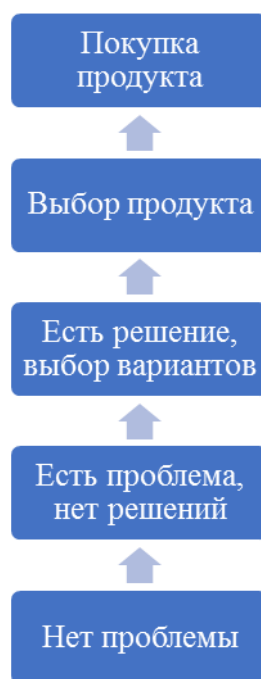 Покупка
продукта
Выбор продукта
Есть решение,
выбор вариантов
Есть проблема,
нет решений
Нет проблемы